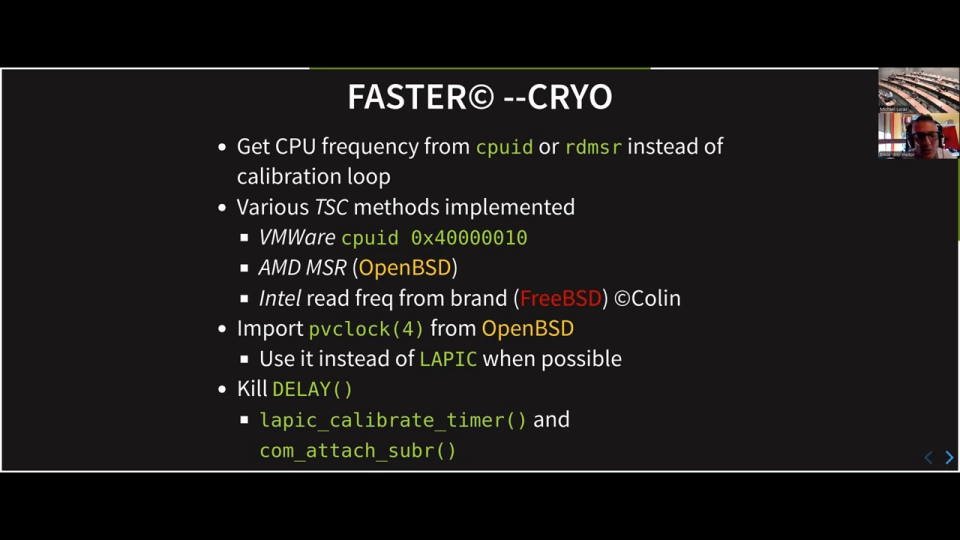 FASTER© --CRYO
• Get CPU frequency from cpuid or rdmsr instead of
calibration loop
• Various TSC methods implemented
▪ VMWare cpuid 0x40000010
▪ AMD MSR (OpenBSD)
▪ Intel read freq from brand (FreeBSD) ©Colin
• Import pvclock(4) from OpenBSD
▪ Use it instead of LAPIC when possible
• Kill DELAY()
▪ lapic_calibrate_timer() and
com_attach_subr()